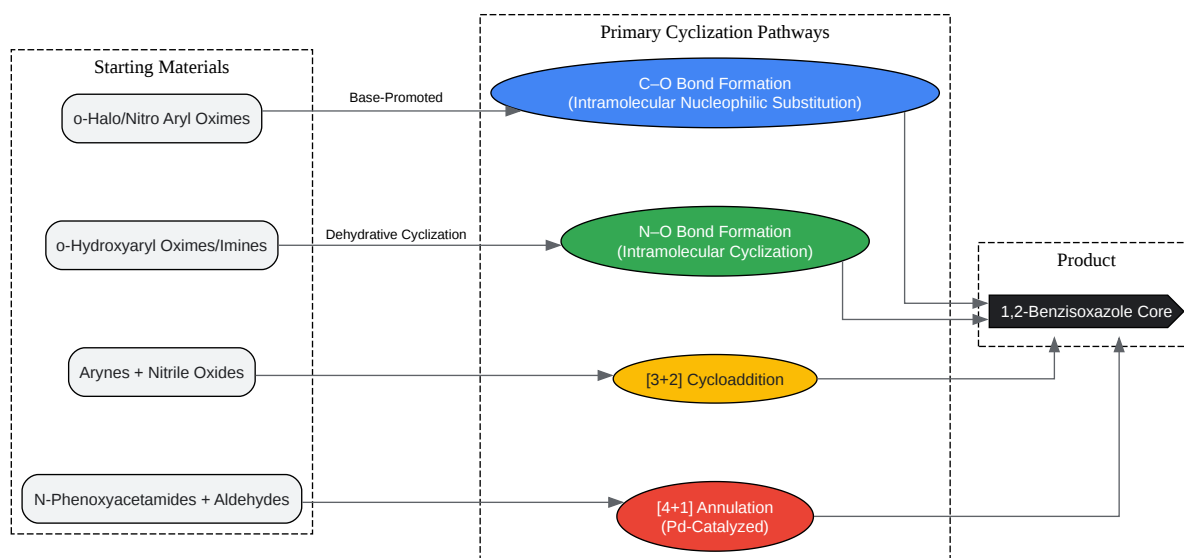 Primary Cyclization Pathways
Starting Materials
o-Halo/Nitro Aryl Oximes
Base-Promoted
C–O Bond Formation
(Intramolecular Nucleophilic Substitution)
o-Hydroxyaryl Oximes/Imines
Dehydrative Cyclization
N–O Bond Formation
(Intramolecular Cyclization)
Product
1,2-Benzisoxazole Core
Arynes + Nitrile Oxides
[3+2] Cycloaddition
N-Phenoxyacetamides + Aldehydes
[4+1] Annulation
(Pd-Catalyzed)